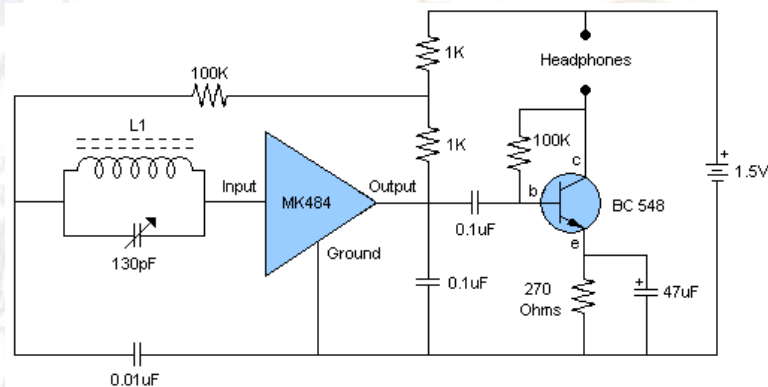 1K
Headphones
100K
L1
1K
100K
c
+
1.5V
Input
MK484
Output
b
BC 548
0.1uF
130pF
Ground
e
0.1uF
270
Ohms
+
47uF
0.01uF